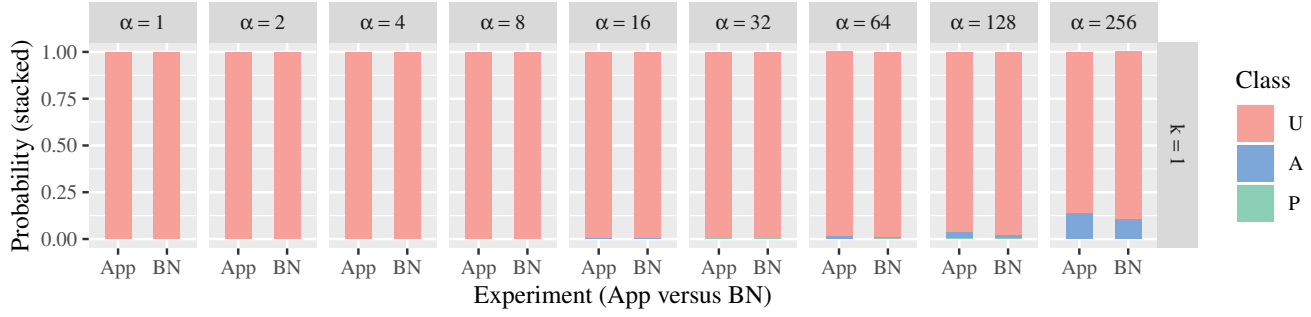 α = 1 α = 2 α = 4 α = 8 α = 16 α = 32 α = 64 α = 128 α = 256
Probability (stacked)
1.00
0.75
0.50
0.25
0.00
k = 1
App BN App BN App BN App BN App BN App BN App BN App BN App BN
Experiment (App versus BN)
Class
U
A
P